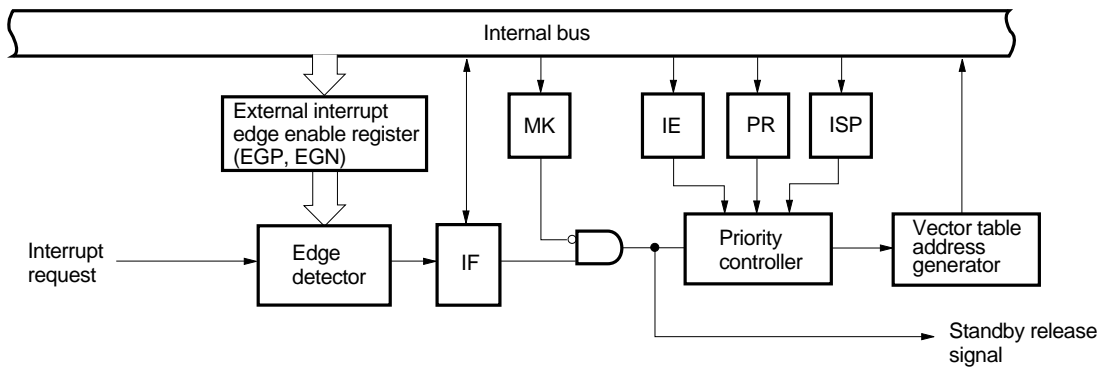 Internal bus
External interrupt
edge enable register
(EGP, EGN)
MK
IE
PR
ISP
Interrupt
request
Edge
detector
IF
Priority
controller
Vector table
address
generator
Standby release
signal